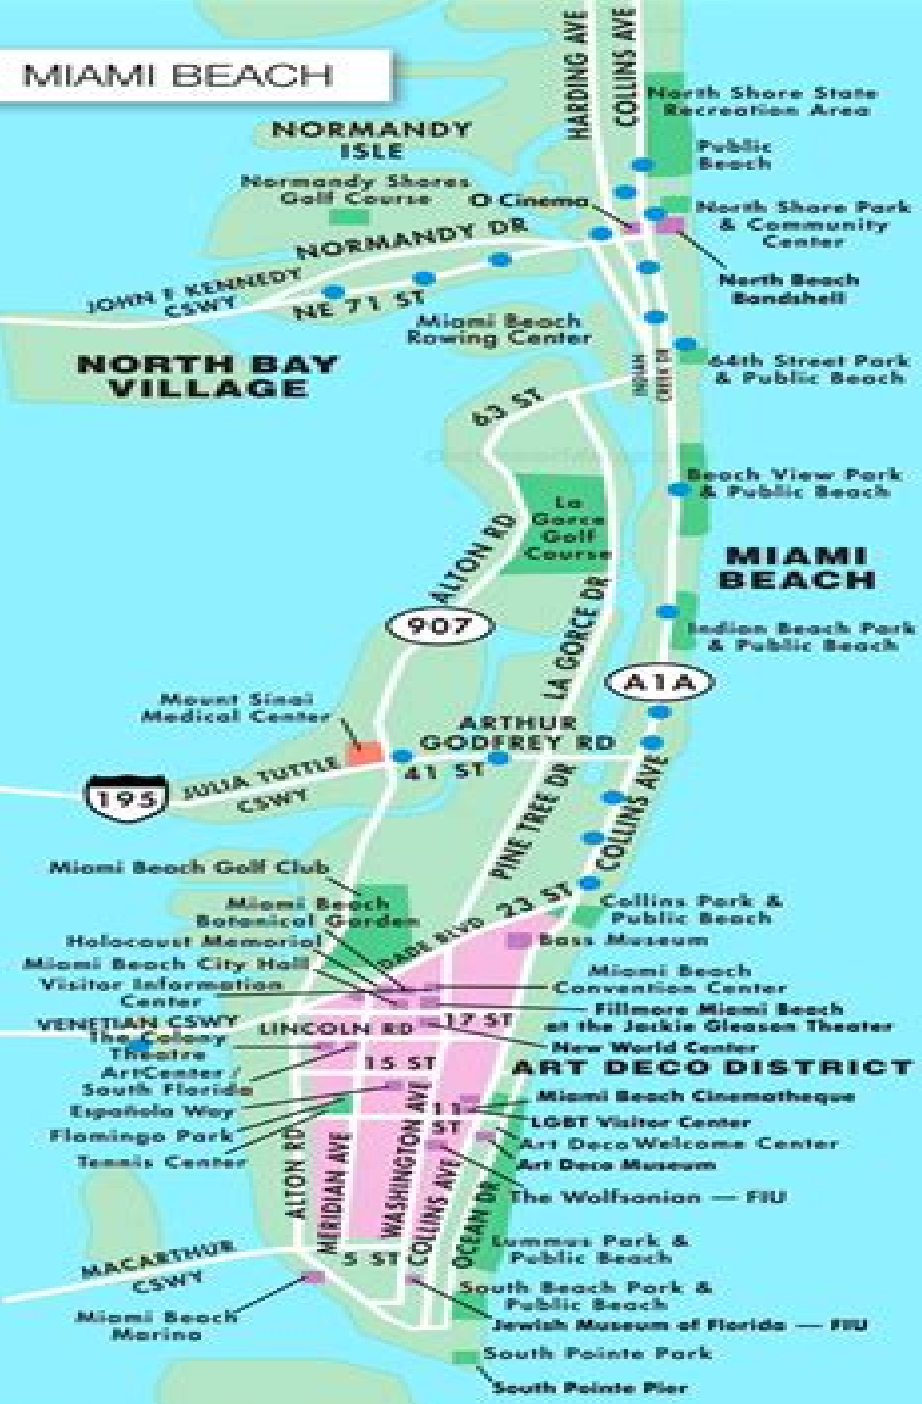 MIAMI BEACH
HARDING AVE
COLLINS AVE
North Shore State
Recreation Area
NORMANDY
ISLE
Public
Beach
Normandy Shores
Golf Course
O Cinema
North Shore Park
& Community
Center
NORMANDY DR
JOHN F KENNEDY
CSWY
NE 71 ST
North Beach
Bandshell
Miami Beach
Rowing Center
NORTH BAY
VILLAGE
INDIAN
CREEK DR
64th Street Park
& Public Beach
63 ST
Beach View Park
& Public Beach
La
Gorce
Golf
Course
ALTON RD
MIAMI
BEACH
907
LA GORCE DR
Indian Beach Park
& Public Beach
A1A
Mount Sinai
Medical Center
ARTHUR
GODFREY RD
41 ST
JULIA TUTTLE
CSWY
195
PINE TREE DR
COLLINS AVE
Miami Beach Golf Club
23 ST
Collins Park &
Public Beach
Miami Beach
Botanical Garden
DADE BLVD
Bass Museum
Holocaust Memorial
Miami Beach City Hall
Visitor Information
Center
Miami Beach
Convention Center
Fillmore Miami Beach
at the Jackie Gleason Theater
VENETIAN CSWY
LINCOLN RD
17 ST
The Colony
Theatre
New World Center
15 ST
ART DECO DISTRICT
ArtCenter /
South Florida
Española Way
Miami Beach Cinematheque
11
ST
LGBT Visitor Center
Flamingo Park
Art Deco Welcome Center
Tennis Center
Art Deco Museum
ALTON RD
MERIDIAN AVE
WASHINGTON AVE
COLLINS AVE
OCEAN DR
The Wolfsonian — FIU
MACARTHUR
CSWY
5 ST
Lummus Park &
Public Beach
South Beach Park &
Public Beach
Miami Beach
Marina
Jewish Museum of Florida — FIU
South Pointe Park
South Pointe Pier